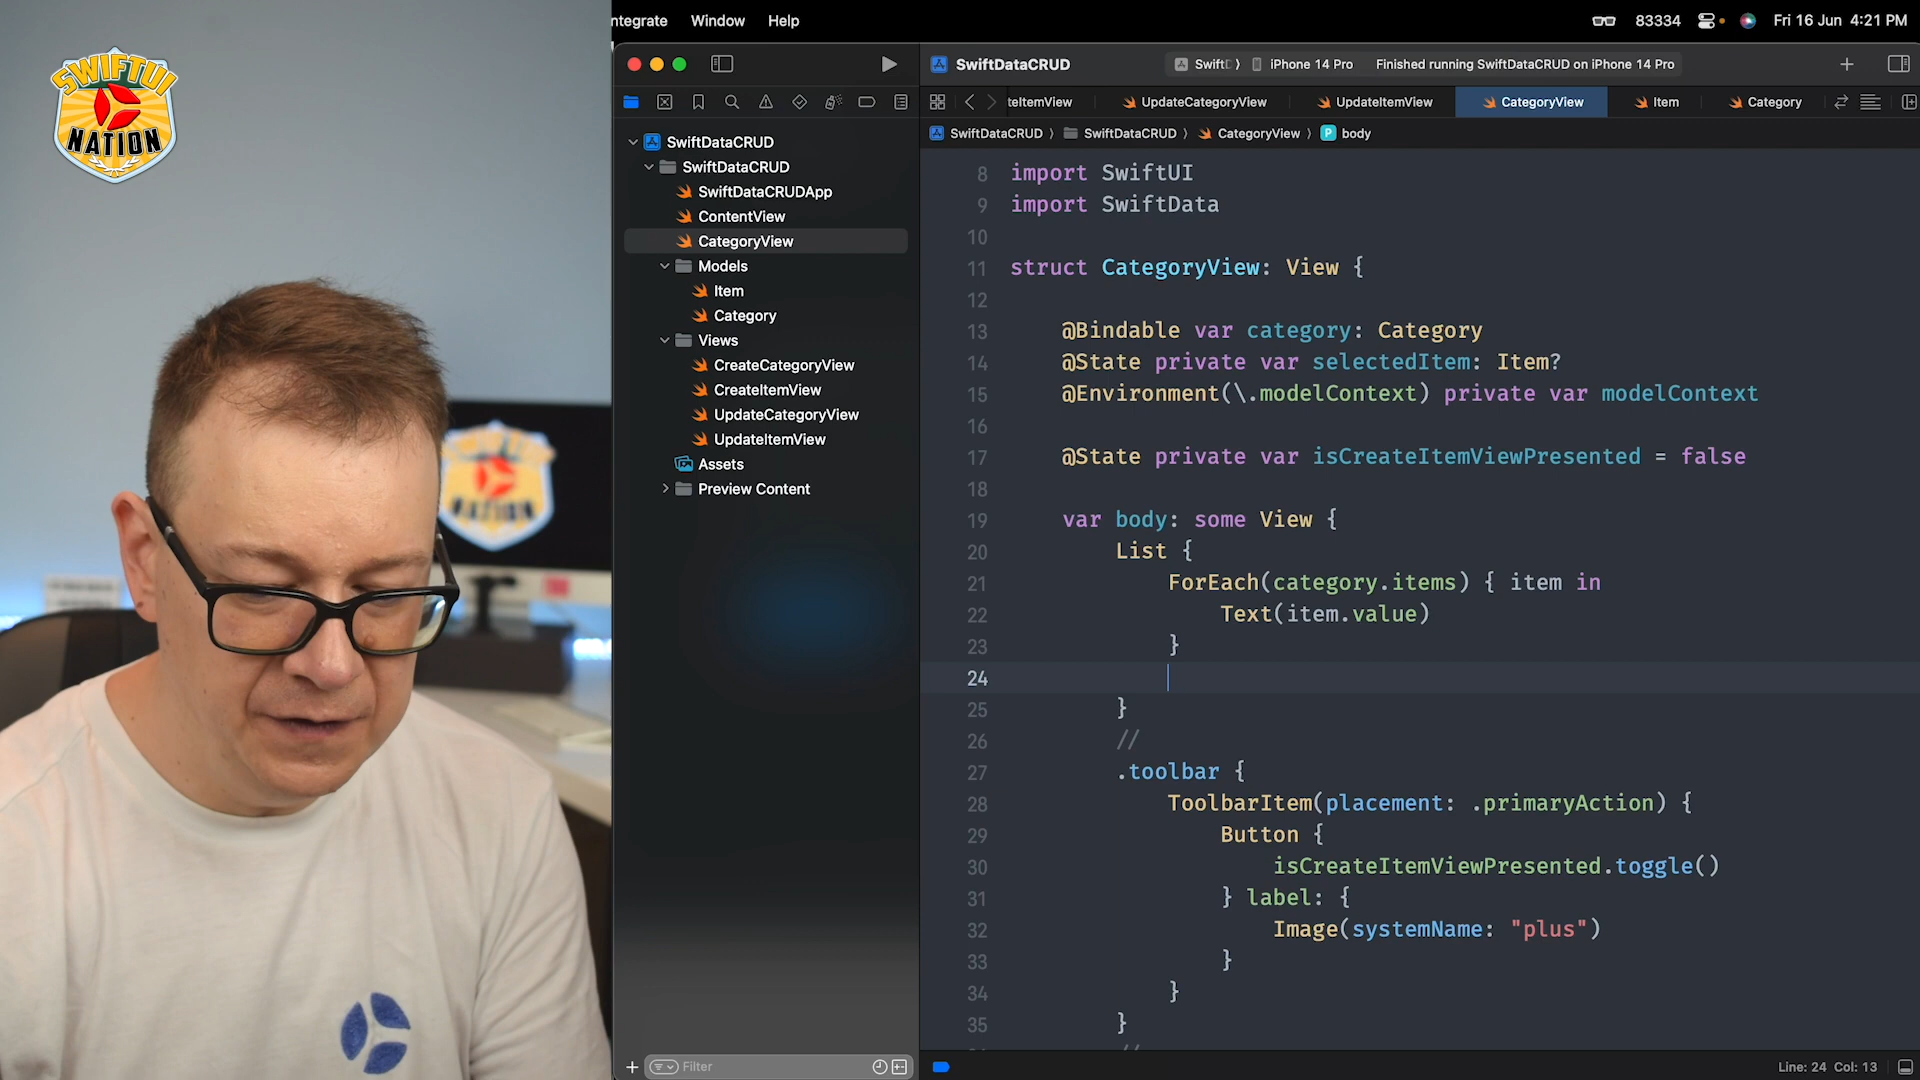 SWIFTUI
NATION
NATION
ntegrate Window Help
83334 Fri 16 Jun 4:21 PM
SwiftDataCRUD
SwiftD iPhone 14 Pro Finished running SwiftDataCRUD on iPhone 14 Pro
teItemView UpdateCategoryView UpdateItemView CategoryView Item Category
SwiftDataCRUD SwiftDataCRUD CategoryView P body
SwiftDataCRUD
SwiftDataCRUD
SwiftDataCRUDApp
ContentView
CategoryView
Models
Item
Category
Views
CreateCategoryView
CreateItemView
UpdateCategoryView
UpdateItemView
Assets
Preview Content
Filter
8 import SwiftUI
9 import SwiftData
10
11 struct CategoryView: View {
12
13 @Bindable var category: Category
14 @State private var selectedItem: Item?
15 @Environment(\.modelContext) private var modelContext
16
17 @State private var isCreateItemViewPresented = false
18
19 var body: some View {
20 List {
21 ForEach(category.items) { item in
22 Text(item.value)
23 }
24
25 }
26 //
27 .toolbar {
28 ToolbarItem(placement: .primaryAction) {
29 Button {
30 isCreateItemViewPresented.toggle()
31 } label: {
32 Image(systemName: "plus")
33 }
34 }
35 }
//
Line: 24 Col: 13